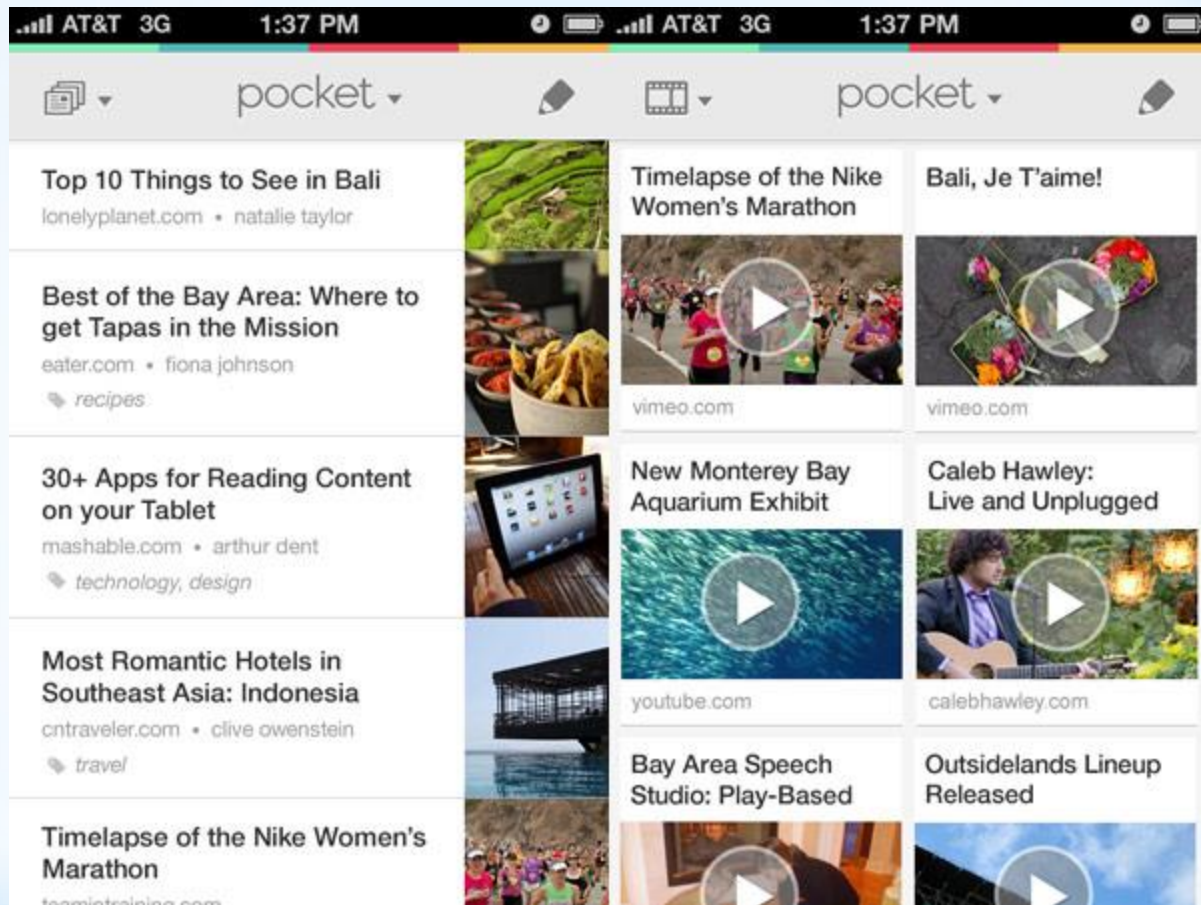 AT&T 3G 1:37 PM
pocket
Top 10 Things to See in Bali
lonelyplanet.com • natalie taylor
Best of the Bay Area: Where to
get Tapas in the Mission
eater.com • fiona johnson
recipes
30+ Apps for Reading Content
on your Tablet
mashable.com • arthur dent
technology, design
Most Romantic Hotels in
Southeast Asia: Indonesia
cntraveler.com • clive owenstein
travel
Timelapse of the Nike Women's
Marathon
teamintraining.com
AT&T 3G 1:37 PM
pocket
Timelapse of the Nike
Women's Marathon
vimeo.com
Bali, Je T'aime!
vimeo.com
New Monterey Bay
Aquarium Exhibit
youtube.com
Caleb Hawley:
Live and Unplugged
calebhawley.com
Bay Area Speech
Studio: Play-Based
Outsidelands Lineup
Released